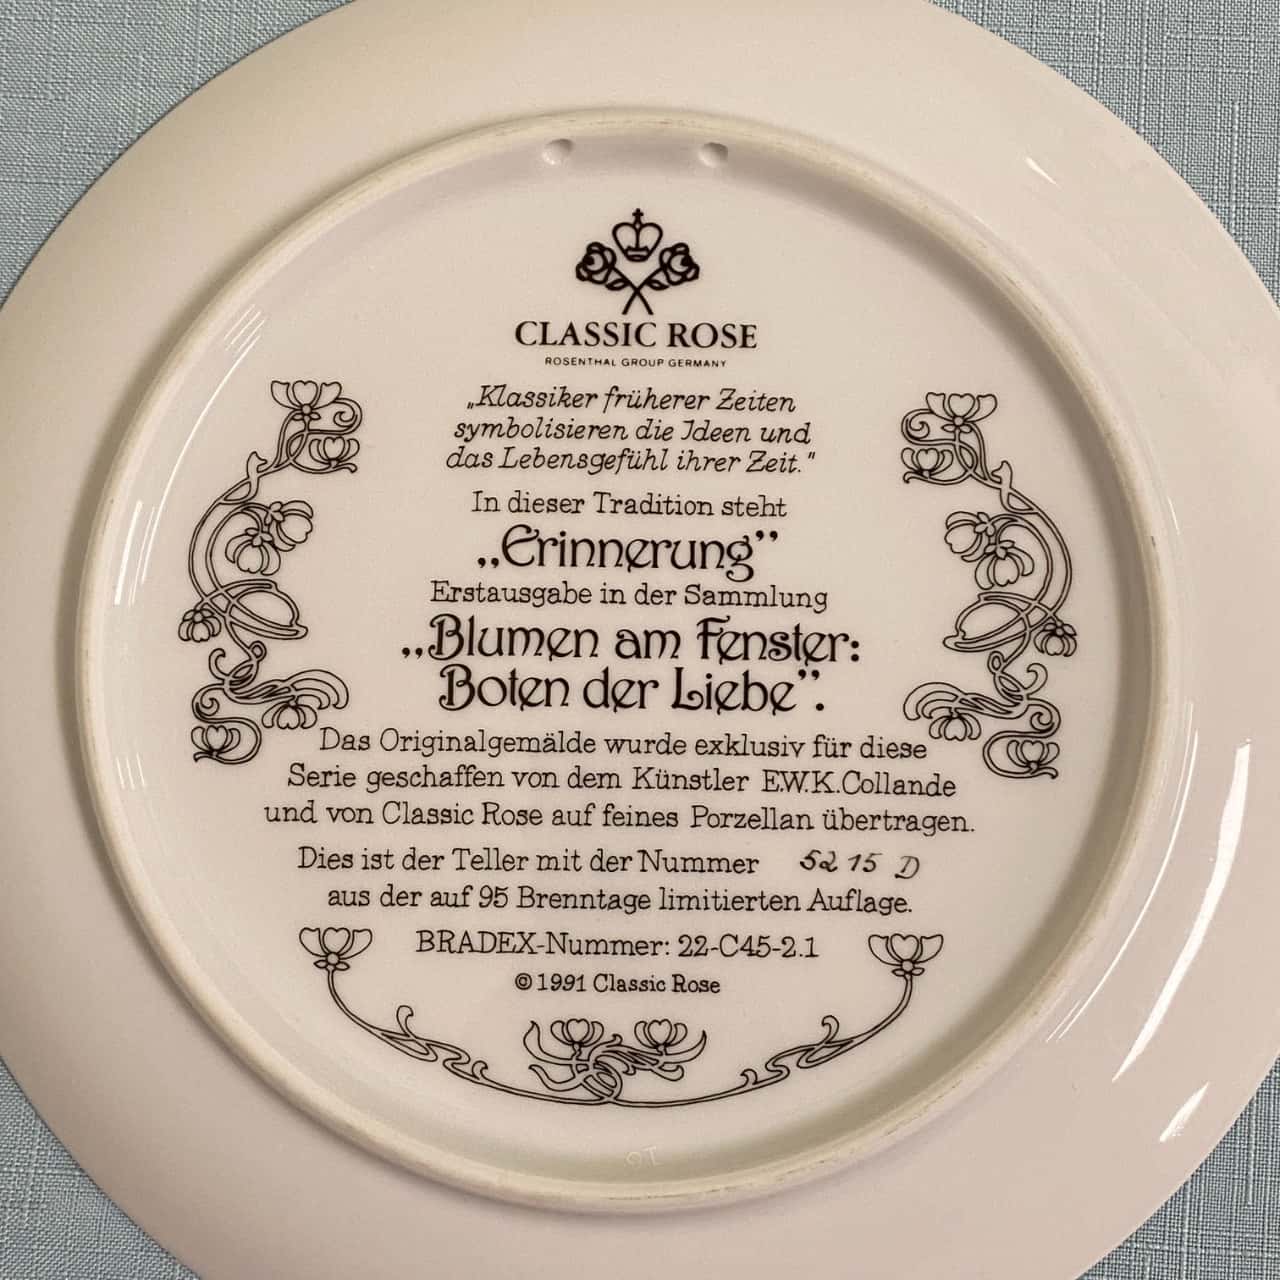 CLASSIC ROSE
ROSENTHAL GROUP GERMANY
„Klassiker früherer Zeiten
symbolisieren die Ideen und
das Lebensgefühl ihrer Zeit."
In dieser Tradition steht
„Erinnerung”
Erstausgabe in der Sammlung
„Blumen am Fenster:
Boten der Liebe”.
Das Originalgemälde wurde exklusiv für diese
Serie geschaffen von dem Künstler E.W.K.Collande
und von Classic Rose auf feines Porzellan übertragen.
Dies ist der Teller mit der Nummer 5215 D
aus der auf 95 Brenntage limitierten Auflage.
BRADEX-Nummer: 22-C45-2.1
©1991 Classic Rose